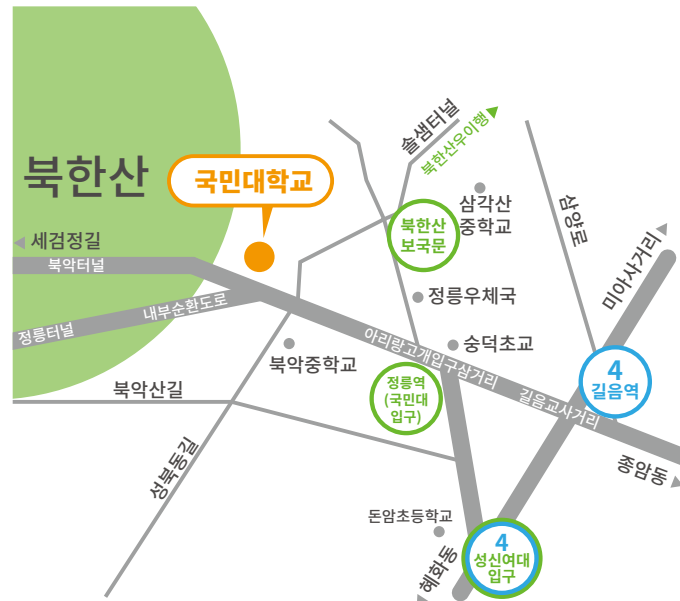 솔샘터널
북한산우이행
북한산
국민대학교
삼각산
중학교
삼양로
북한산
보국문
세검정길
미아사거리
북악터널
정릉우체국
내부순환도로
정릉터널
아리랑고개입구삼거리
숭덕초교
북악중학교
4
길음역
정릉역
(국민대
입구)
북악산길
길음교사거리
성북동길
종암동
돈암초등학교
4
성신여대
입구
혜화동